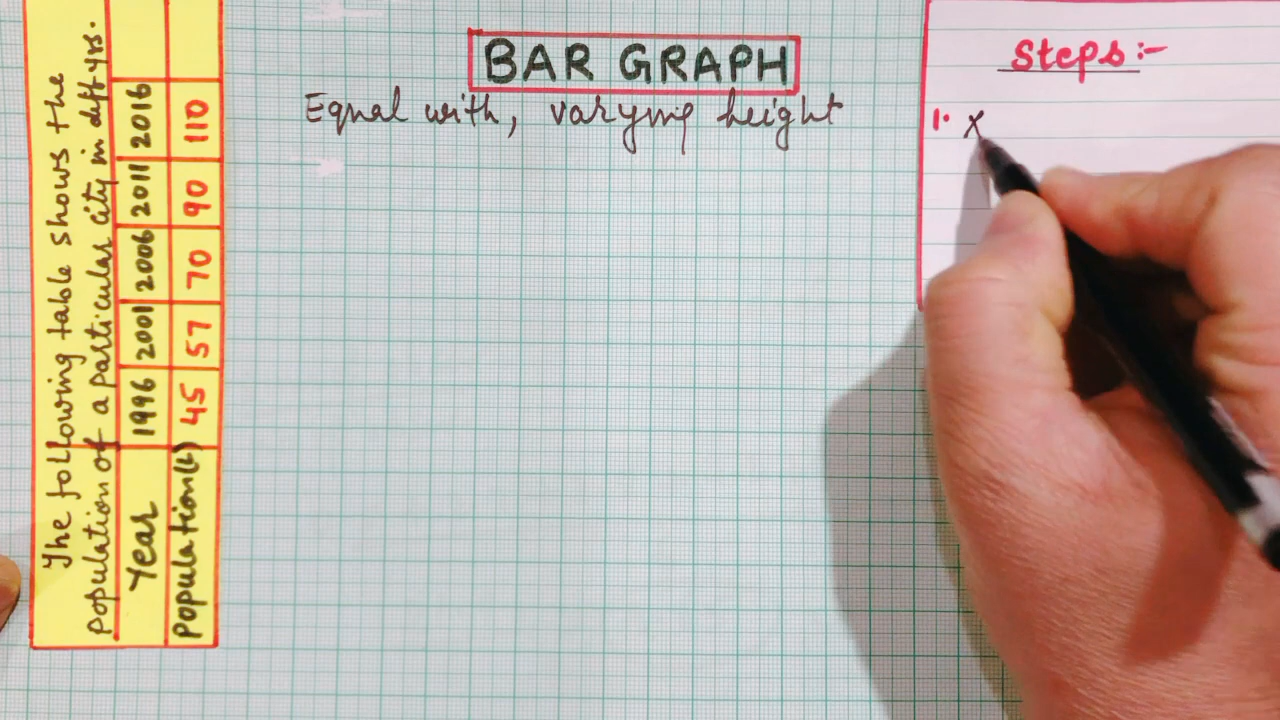 BAR GRAPH
Equal with, varying height
Steps:-
1. X
The following table shows the
population of a particular city in diff yrs.
Year 1996 2001 2006 2011 2016
Population(L) 45 57 70 90 110